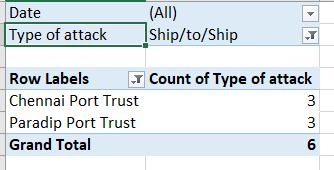 Date (All)
Type of attack Ship/to/Ship
Row Labels Count of Type of attack
Chennai Port Trust 3
Paradip Port Trust 3
Grand Total 6